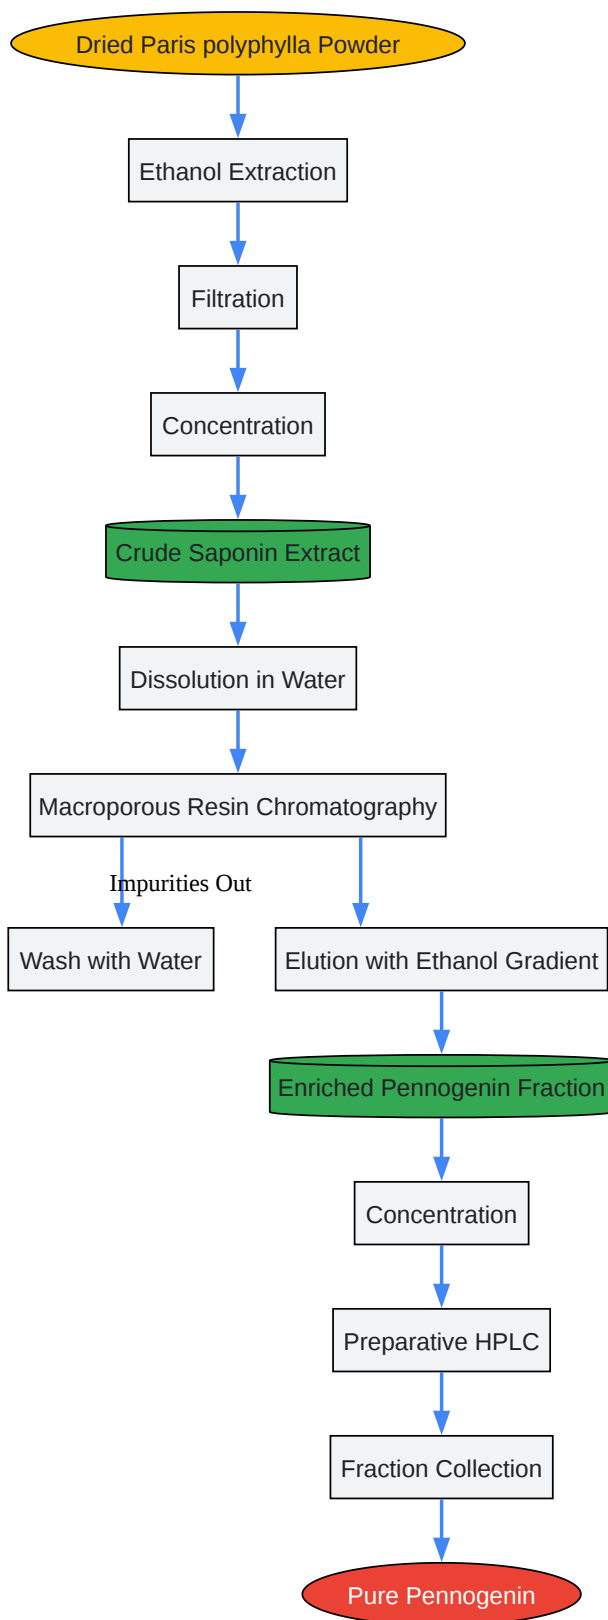 Dried Paris polyphylla Powder
Ethanol Extraction
Filtration
Concentration
Crude Saponin Extract
Dissolution in Water
Macroporous Resin Chromatography
Impurities Out
Wash with Water
Elution with Ethanol Gradient
Enriched Pennogenin Fraction
Concentration
Preparative HPLC
Fraction Collection
Pure Pennogenin